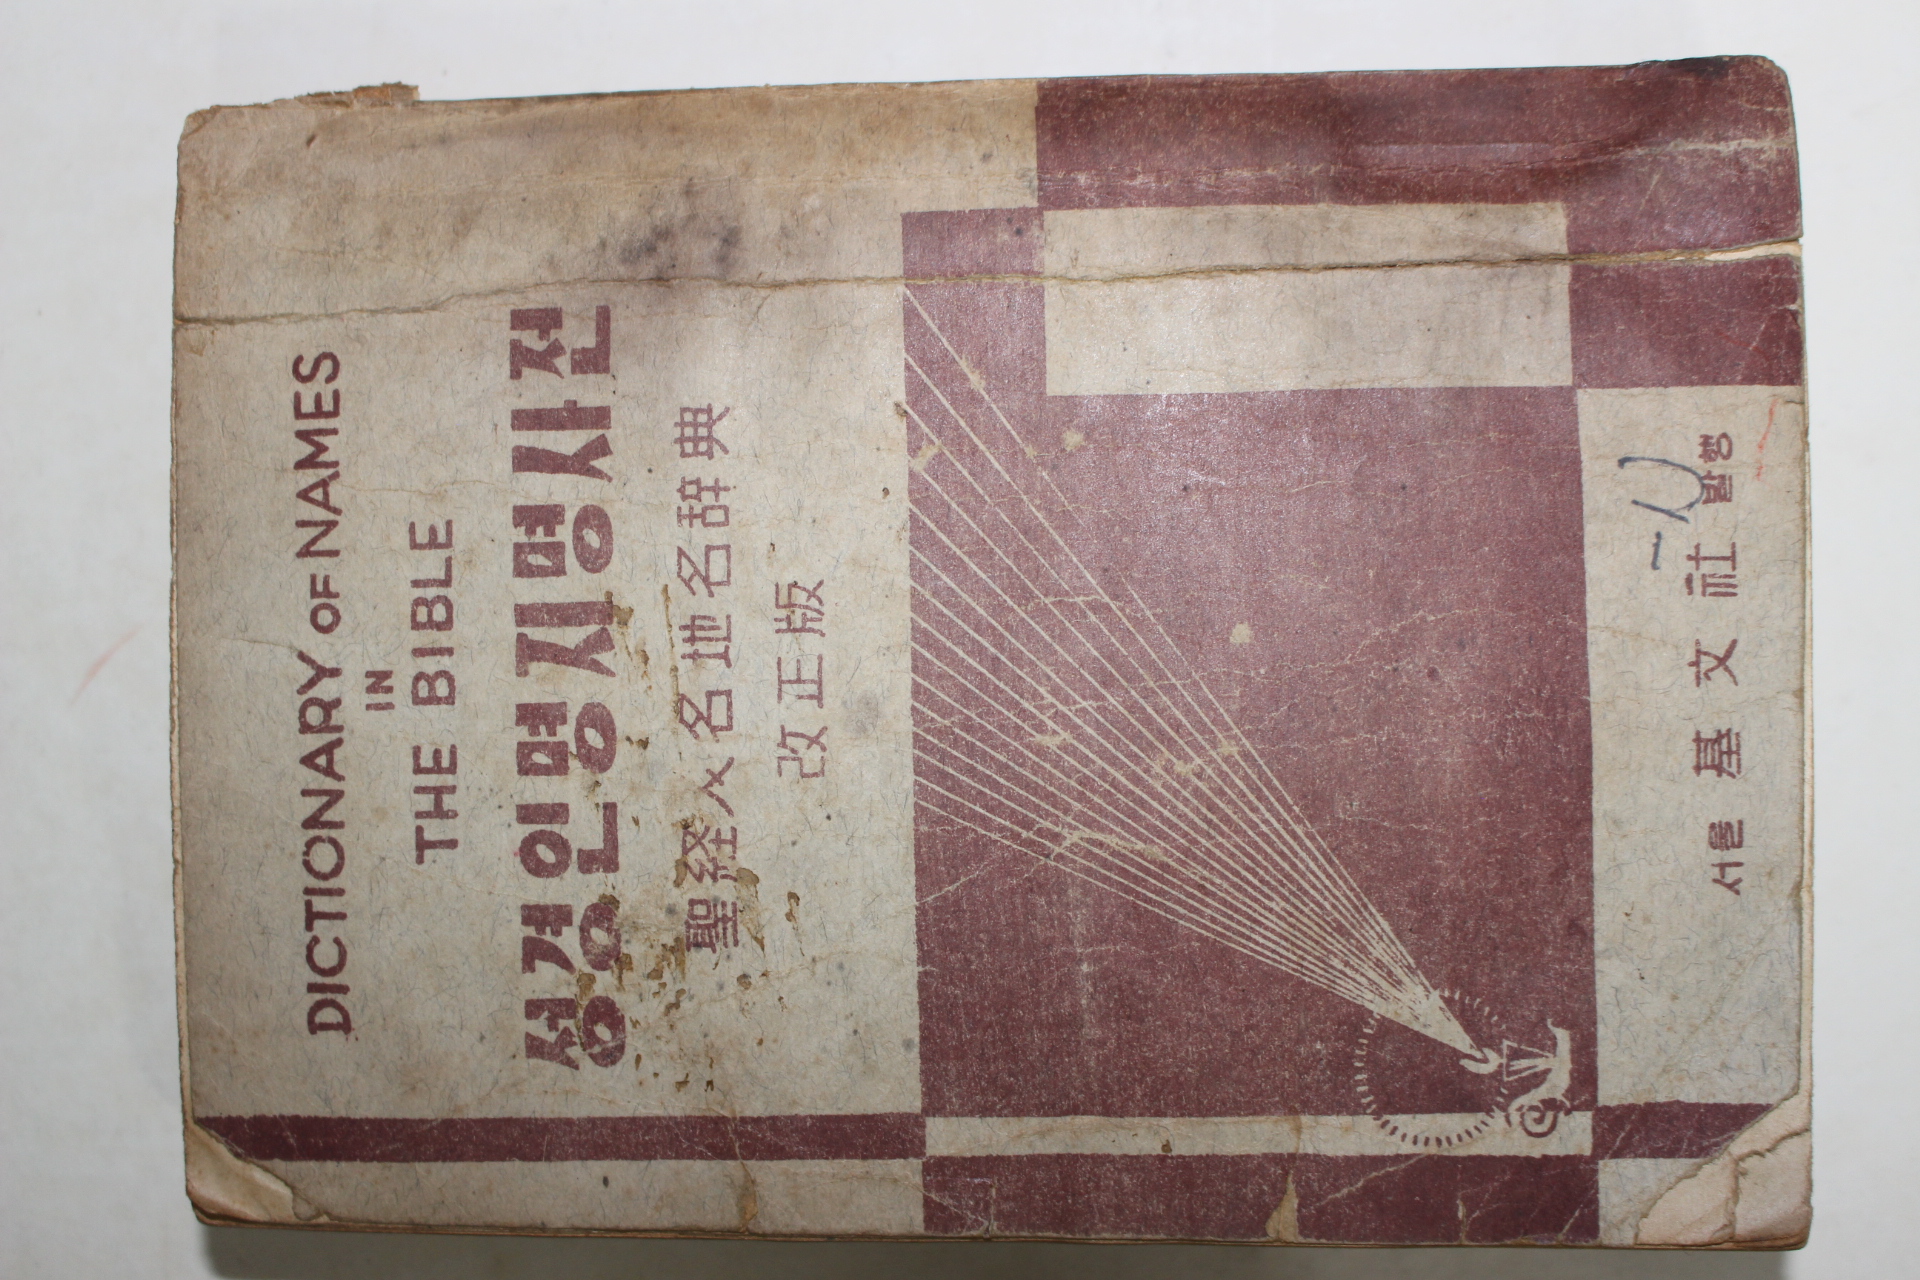 DICTIONARY OF NAMES
IN
THE BIBLE
성경인명지명사전
聖経人名地名辞典
改正版
서울 基文社 발행